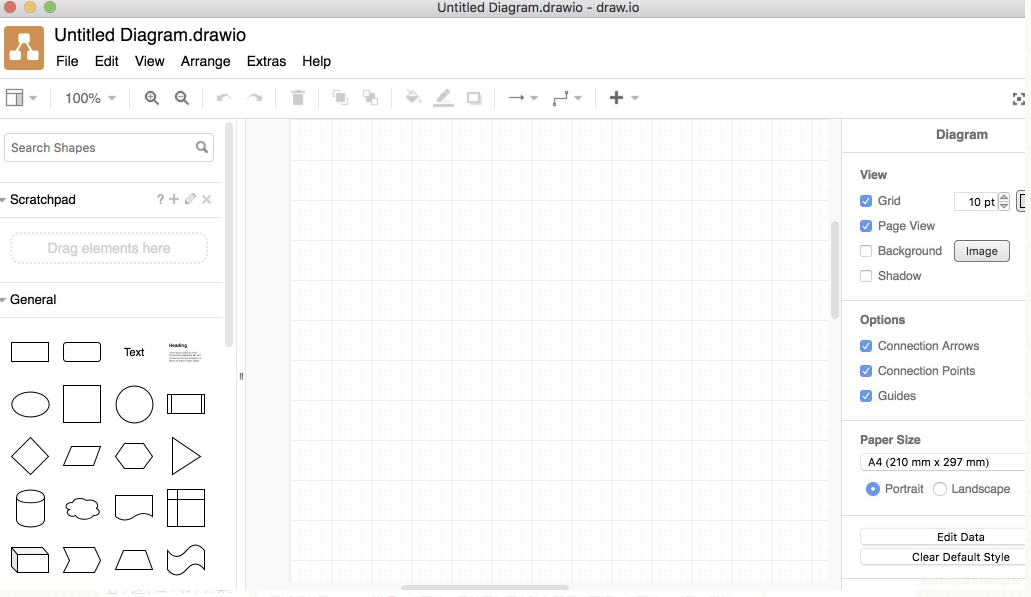 Untitled Diagram.drawio - draw.io
Untitled Diagram.drawio
File Edit View Arrange Extras Help
100%
Search Shapes
Scratchpad
?
Drag elements here
General
Text
Heading
Diagram
View
Grid
10 pt
Page View
Background
Image
Shadow
Options
Connection Arrows
Connection Points
Guides
Paper Size
A4 (210 mm x 297 mm)
Portrait
Landscape
Edit Data
Clear Default Style